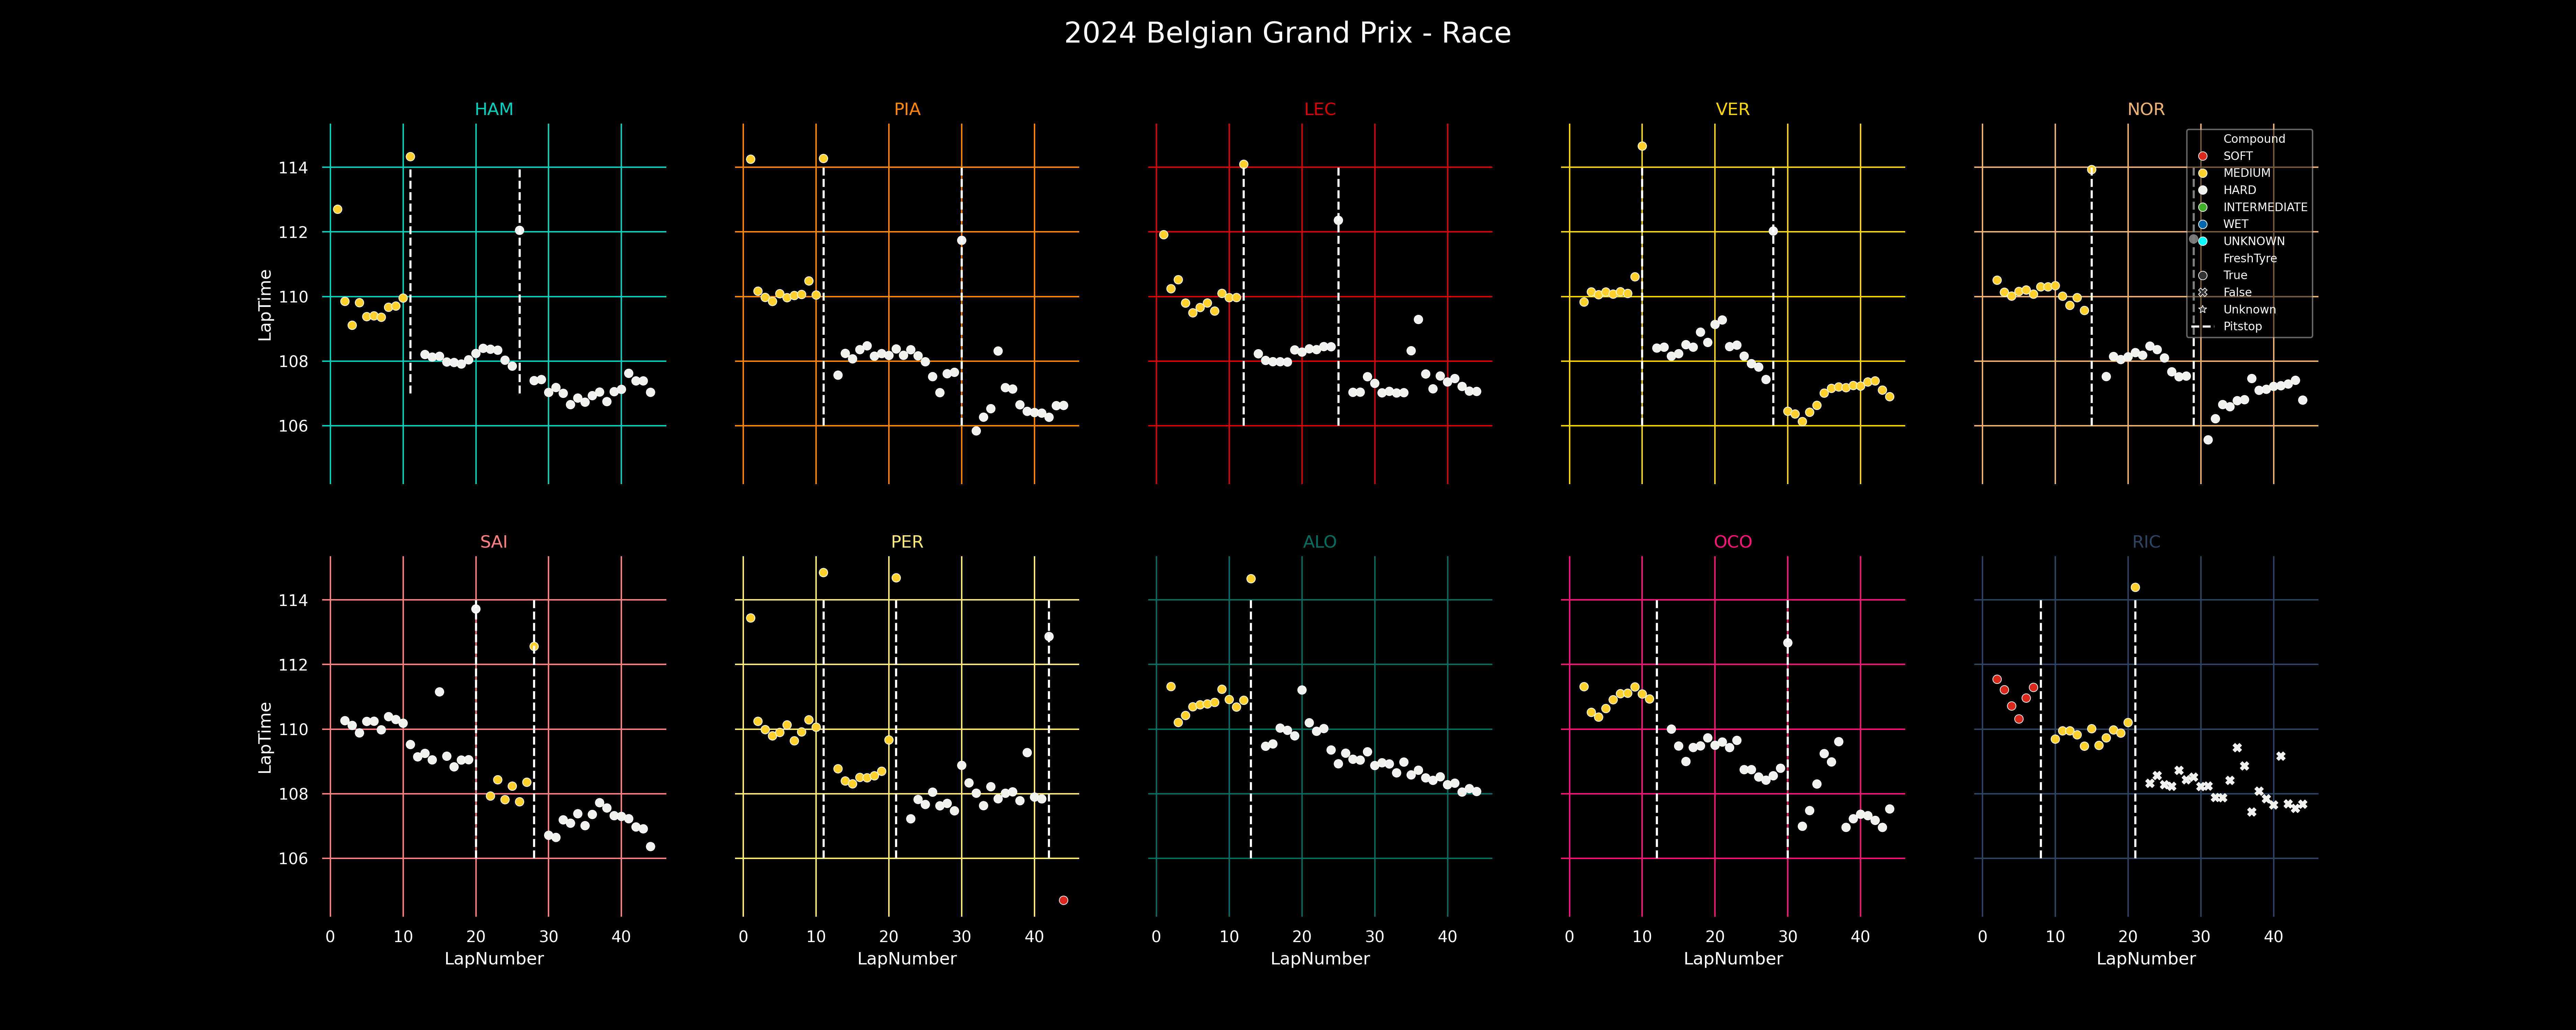 2024 Belgian Grand Prix - Race
HAM
PIA
LEC
VER
NOR
114
112
110
108
106
LapTime
Compound
SOFT
MEDIUM
HARD
INTERMEDIATE
WET
UNKNOWN
FreshTyre
True
False
Unknown
Pitstop
SAI
PER
ALO
OCO
RIC
114
112
110
108
106
LapTime
0 10 20 30 40
0 10 20 30 40
0 10 20 30 40
0 10 20 30 40
0 10 20 30 40
LapNumber
LapNumber
LapNumber
LapNumber
LapNumber